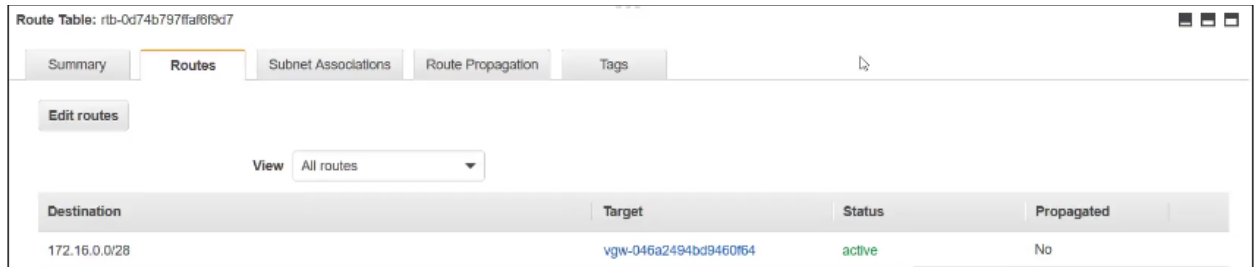 Route Table: rtb-0d74b797ffaf6f9d7
Summary Routes Subnet Associations Route Propagation Tags
Edit routes
View All routes
Destination Target Status Propagated
172.16.0.0/28 vgw-046a2494bd9460f64 active No